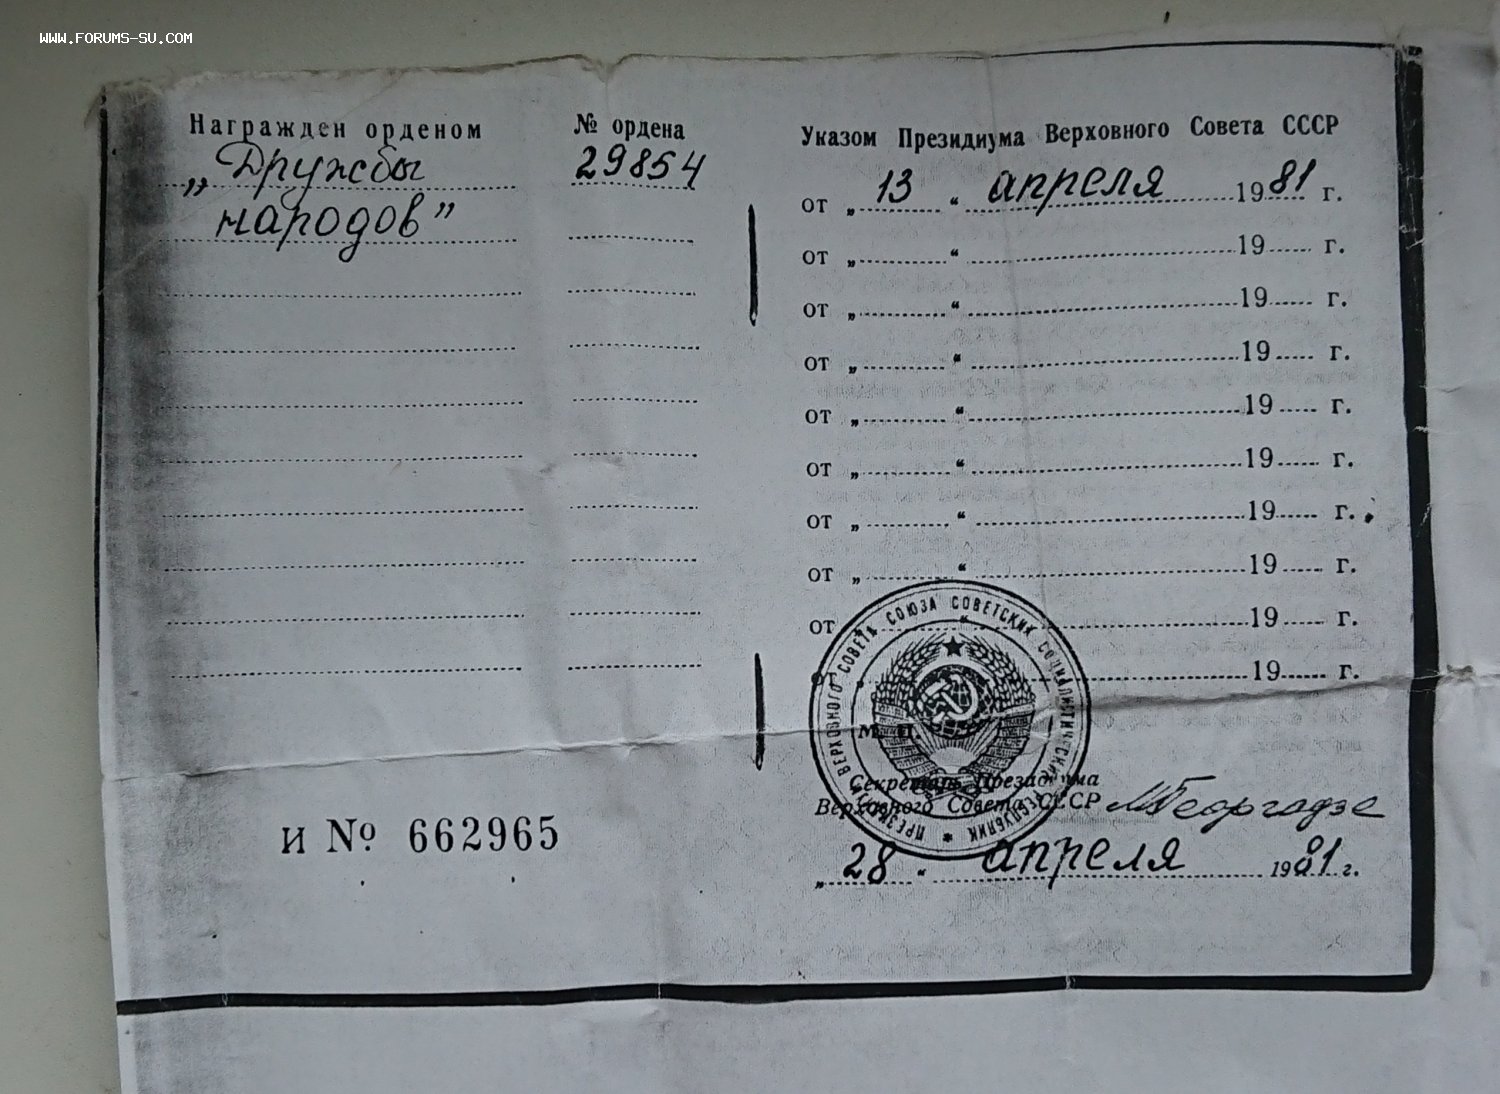 WWW.FORUMS-SU.COM
Награжден орденом № ордена Указом Президиума Верховного Совета СССР
„Дружбы 29854 от „ 13 “ апреля 1981 г.
народов” от „ “ 19 г.
от „ “ 19 г.
от „ “ 19 г.
от „ “ 19 г.
от „ “ 19 г.
от „ “ 19 г.
от „ “ 19 г.
от “ 19 г.
от 19 г.
М. П.
ПРЕЗИДИУМ ВЕРХОВНОГО СОВЕТА СОЮЗА СОВЕТСКИХ СОЦИАЛИСТИЧЕСКИХ РЕСПУБЛИК
Секретарь Президиума
Верховного Совета СССР МГеоргадзе
И № 662965
„ 28 “ апреля 1981 г.